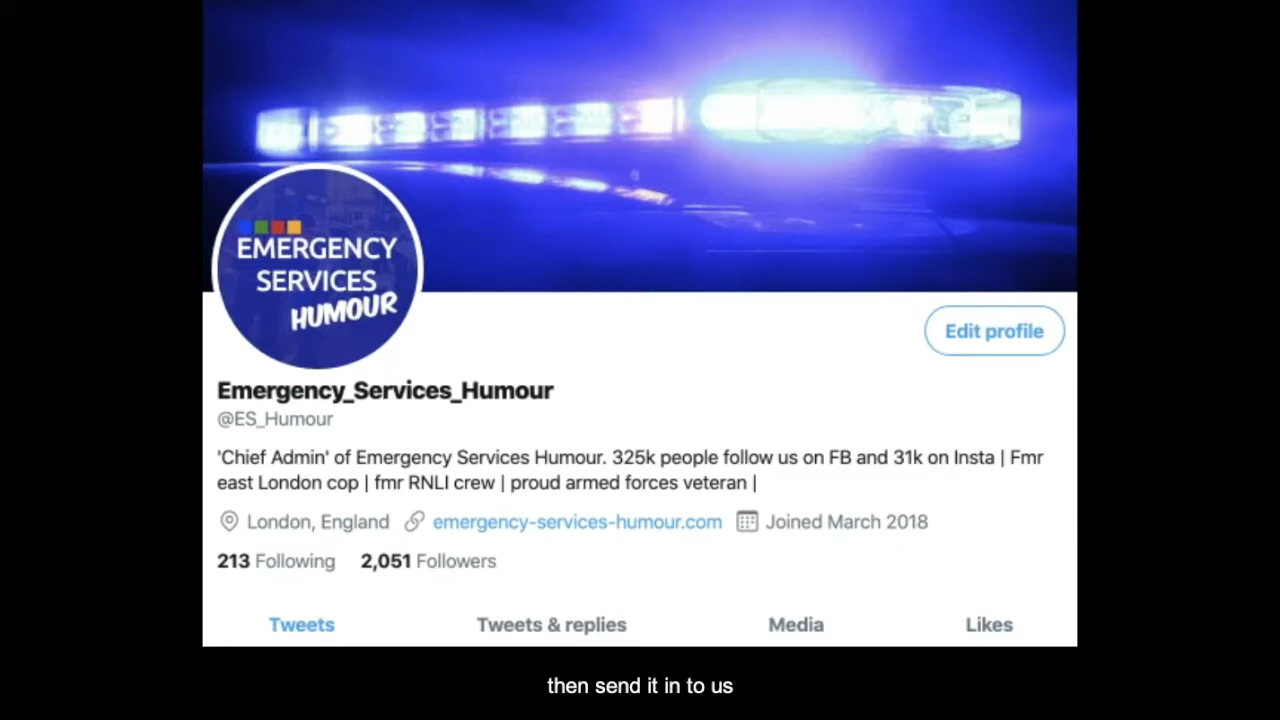 EMERGENCY
SERVICES
HUMOUR
Edit profile
Emergency_Services_Humour
@ES_Humour
'Chief Admin' of Emergency Services Humour. 325k people follow us on FB and 31k on Insta | Fmr
east London cop | fmr RNLI crew | proud armed forces veteran |
London, England emergency-services-humour.com Joined March 2018
213 Following 2,051 Followers
Tweets Tweets & replies Media Likes
then send it in to us